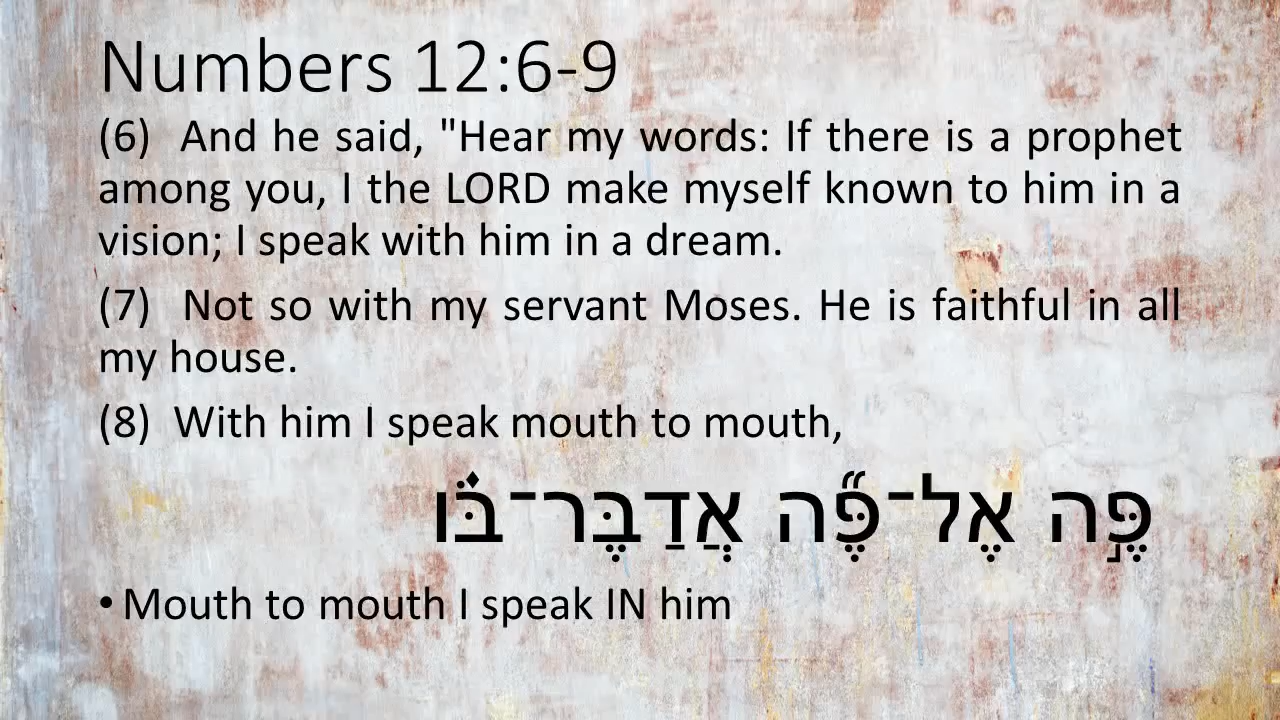 Numbers 12:6-9
(6)  And he said, "Hear my words: If there is a prophet
among you, I the LORD make myself known to him in a
vision; I speak with him in a dream.
(7)  Not so with my servant Moses. He is faithful in all
my house.
(8)  With him I speak mouth to mouth,
פֶּ֣ה אֶל־פֶּ֞ה אֲדַבֶּר־בּ֗וֹ
• Mouth to mouth I speak IN him